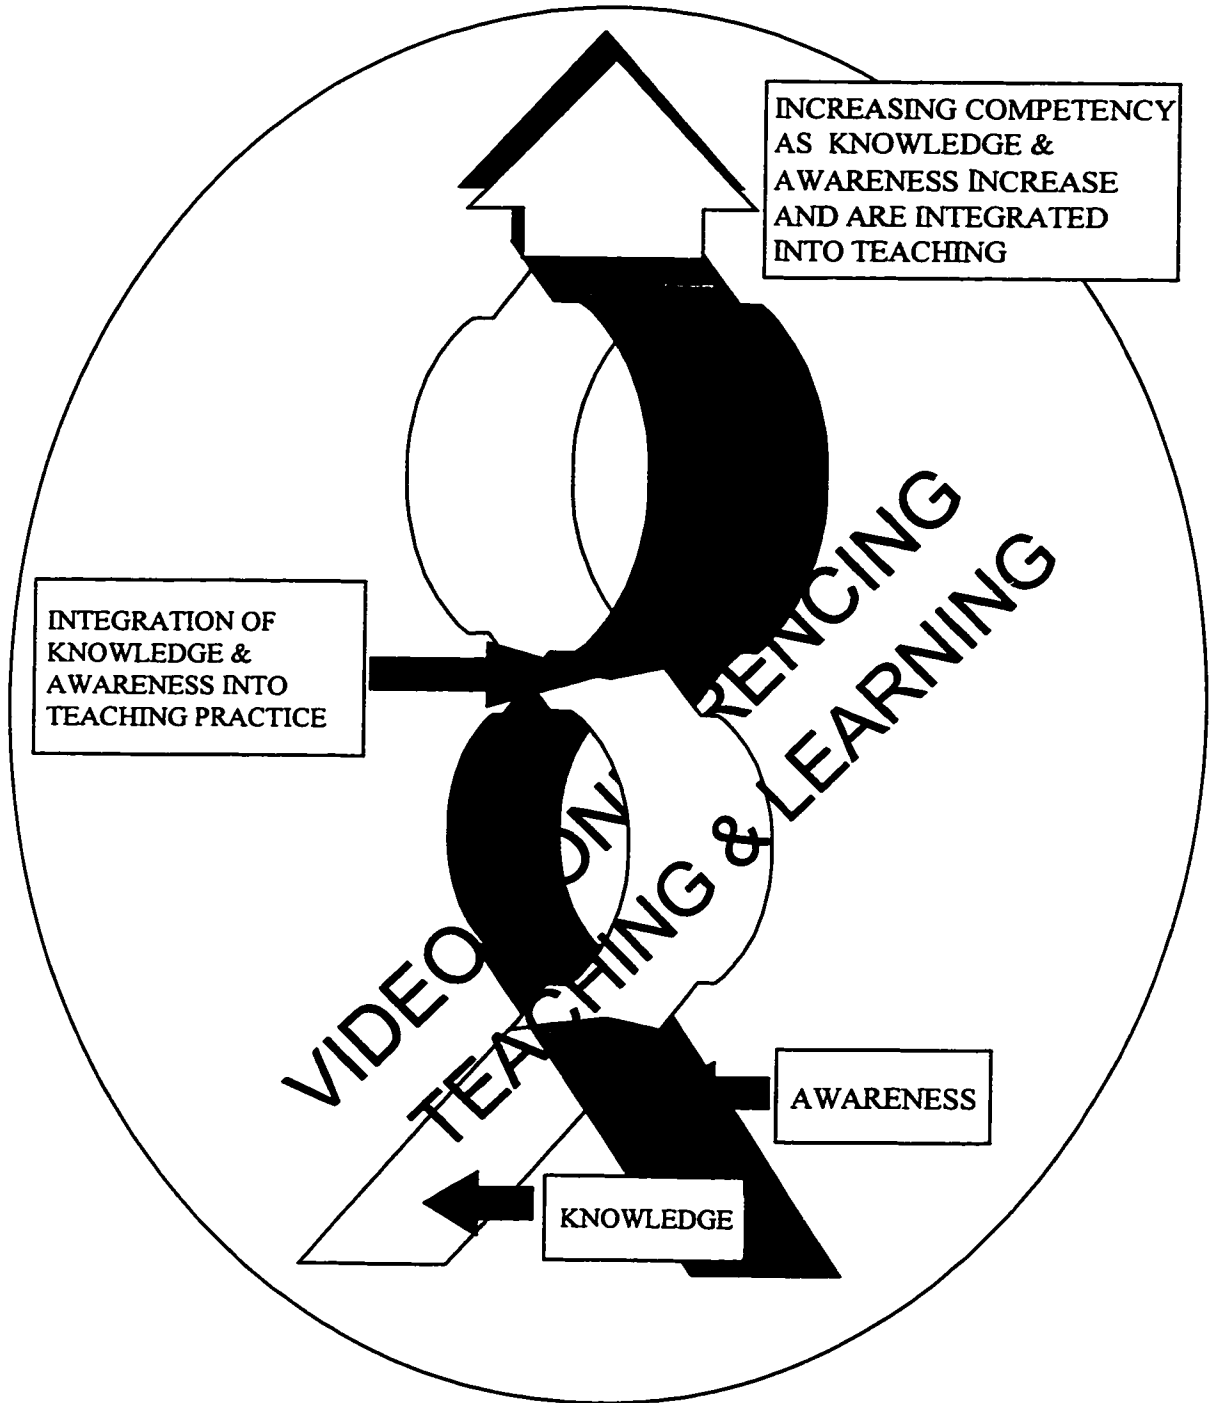 INCREASING COMPETENCY
AS KNOWLEDGE &
AWARENESS INCREASE
AND ARE INTEGRATED
INTO TEACHING
INTEGRATION OF
KNOWLEDGE &
AWARENESS INTO
TEACHING PRACTICE
VIDEO ON RENCING
TEACHING & LEARNING
AWARENESS
KNOWLEDGE